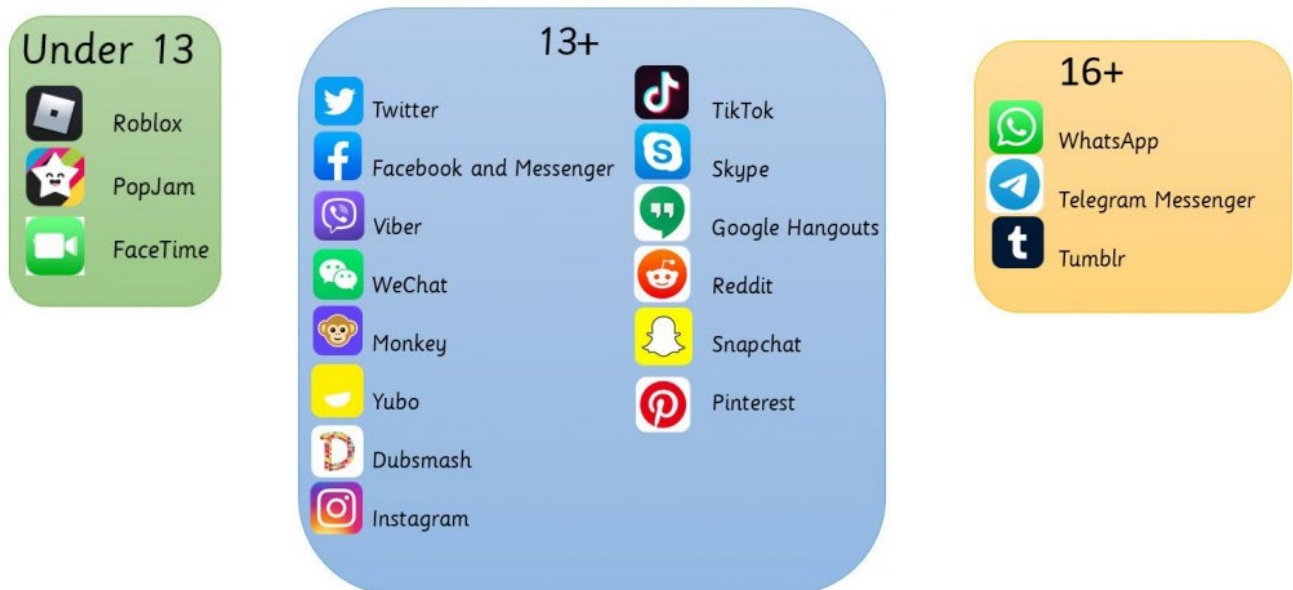 Under 13
Roblox
PopJam
FaceTime
13+
Twitter
Facebook and Messenger
Viber
WeChat
Monkey
Yubo
Dubsmash
Instagram
TikTok
Skype
Google Hangouts
Reddit
Snapchat
Pinterest
16+
WhatsApp
Telegram Messenger
Tumblr